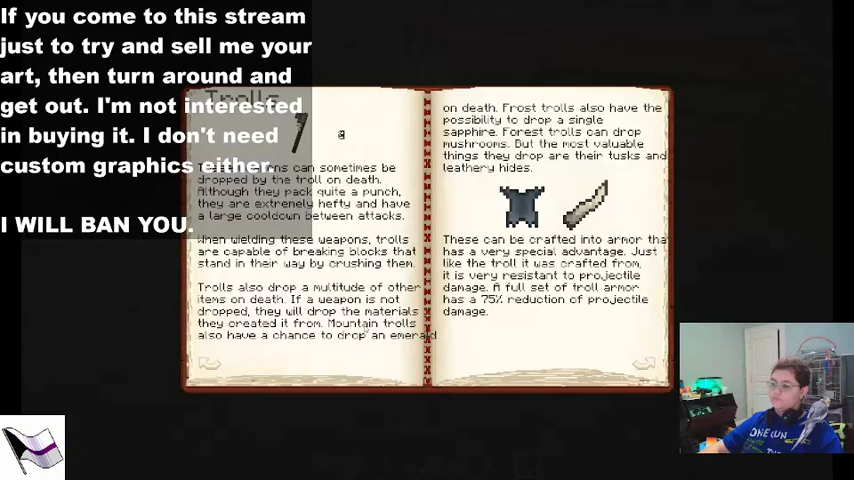 If you come to this stream
just to try and sell me your
art, then turn around and
get out. I'm not interested
in buying it. I don't need
custom graphics either.
I WILL BAN YOU.
Trolls
can sometimes be
dropped by the troll on death.
Although they pack quite a punch,
they are extremely hefty and have
a large cooldown between attacks.
When wielding these weapons, trolls
are capable of breaking blocks that
stand in their way by crushing them.
Trolls also drop a multitude of other
items on death. If a weapon is not
dropped, they will drop the materials
they created it from. Mountain trolls
also have a chance to drop an emerald
on death. Frost trolls also have the
possibility to drop a single
sapphire. Forest trolls can drop
mushrooms. But the most valuable
things they drop are their tusks and
leathery hides.
These can be crafted into armor that
has a very special advantage. Just
like the troll it was crafted from,
it is very resistant to projectile
damage. A full set of troll armor
has a 75% reduction of projectile
damage.
ONE OWN